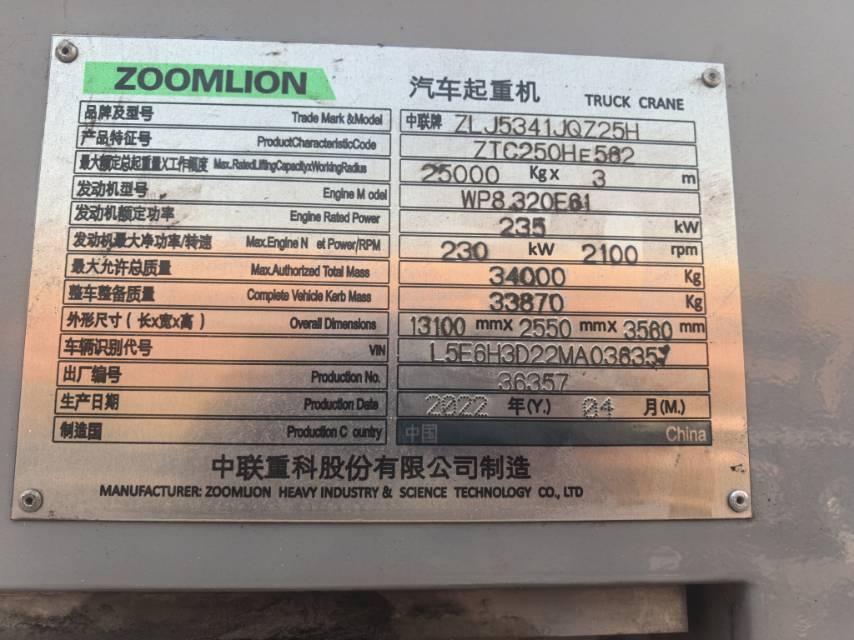 ZOOMLION 汽车起重机 TRUCK CRANE
品牌及型号 Trade Mark &Model 中联牌 ZLJ5341JQZ25H
产品特征号 ProductCharacteristicCode ZTC250HE562
最大额定总起重量X工作幅度 Max.RatedLiftingCapacityxWorkingRadius 25000 Kg x 3 m
发动机型号 Engine M odel WP8.320E61
发动机额定功率 Engine Rated Power 235 kW
发动机最大净功率/转速 Max.Engine N et Power/RPM 230 kW 2100 rpm
最大允许总质量 Max.Authorized Total Mass 34000 Kg
整车整备质量 Complete Vehicle Kerb Mass 33870 Kg
外形尺寸(长x宽x高) Overall Dimensions 13100 mmX 2550 mmX 3560 mm
车辆识别代号 VIN L5E6H3D22MA036357
出厂编号 Production No. 36357
生产日期 Production Date 2022 年(Y.) 04 月(M.)
制造国 Production C ountry 中国 China
中联重科股份有限公司制造
MANUFACTURER: ZOOMLION HEAVY INDUSTRY & SCIENCE TECHNOLOGY CO., LTD